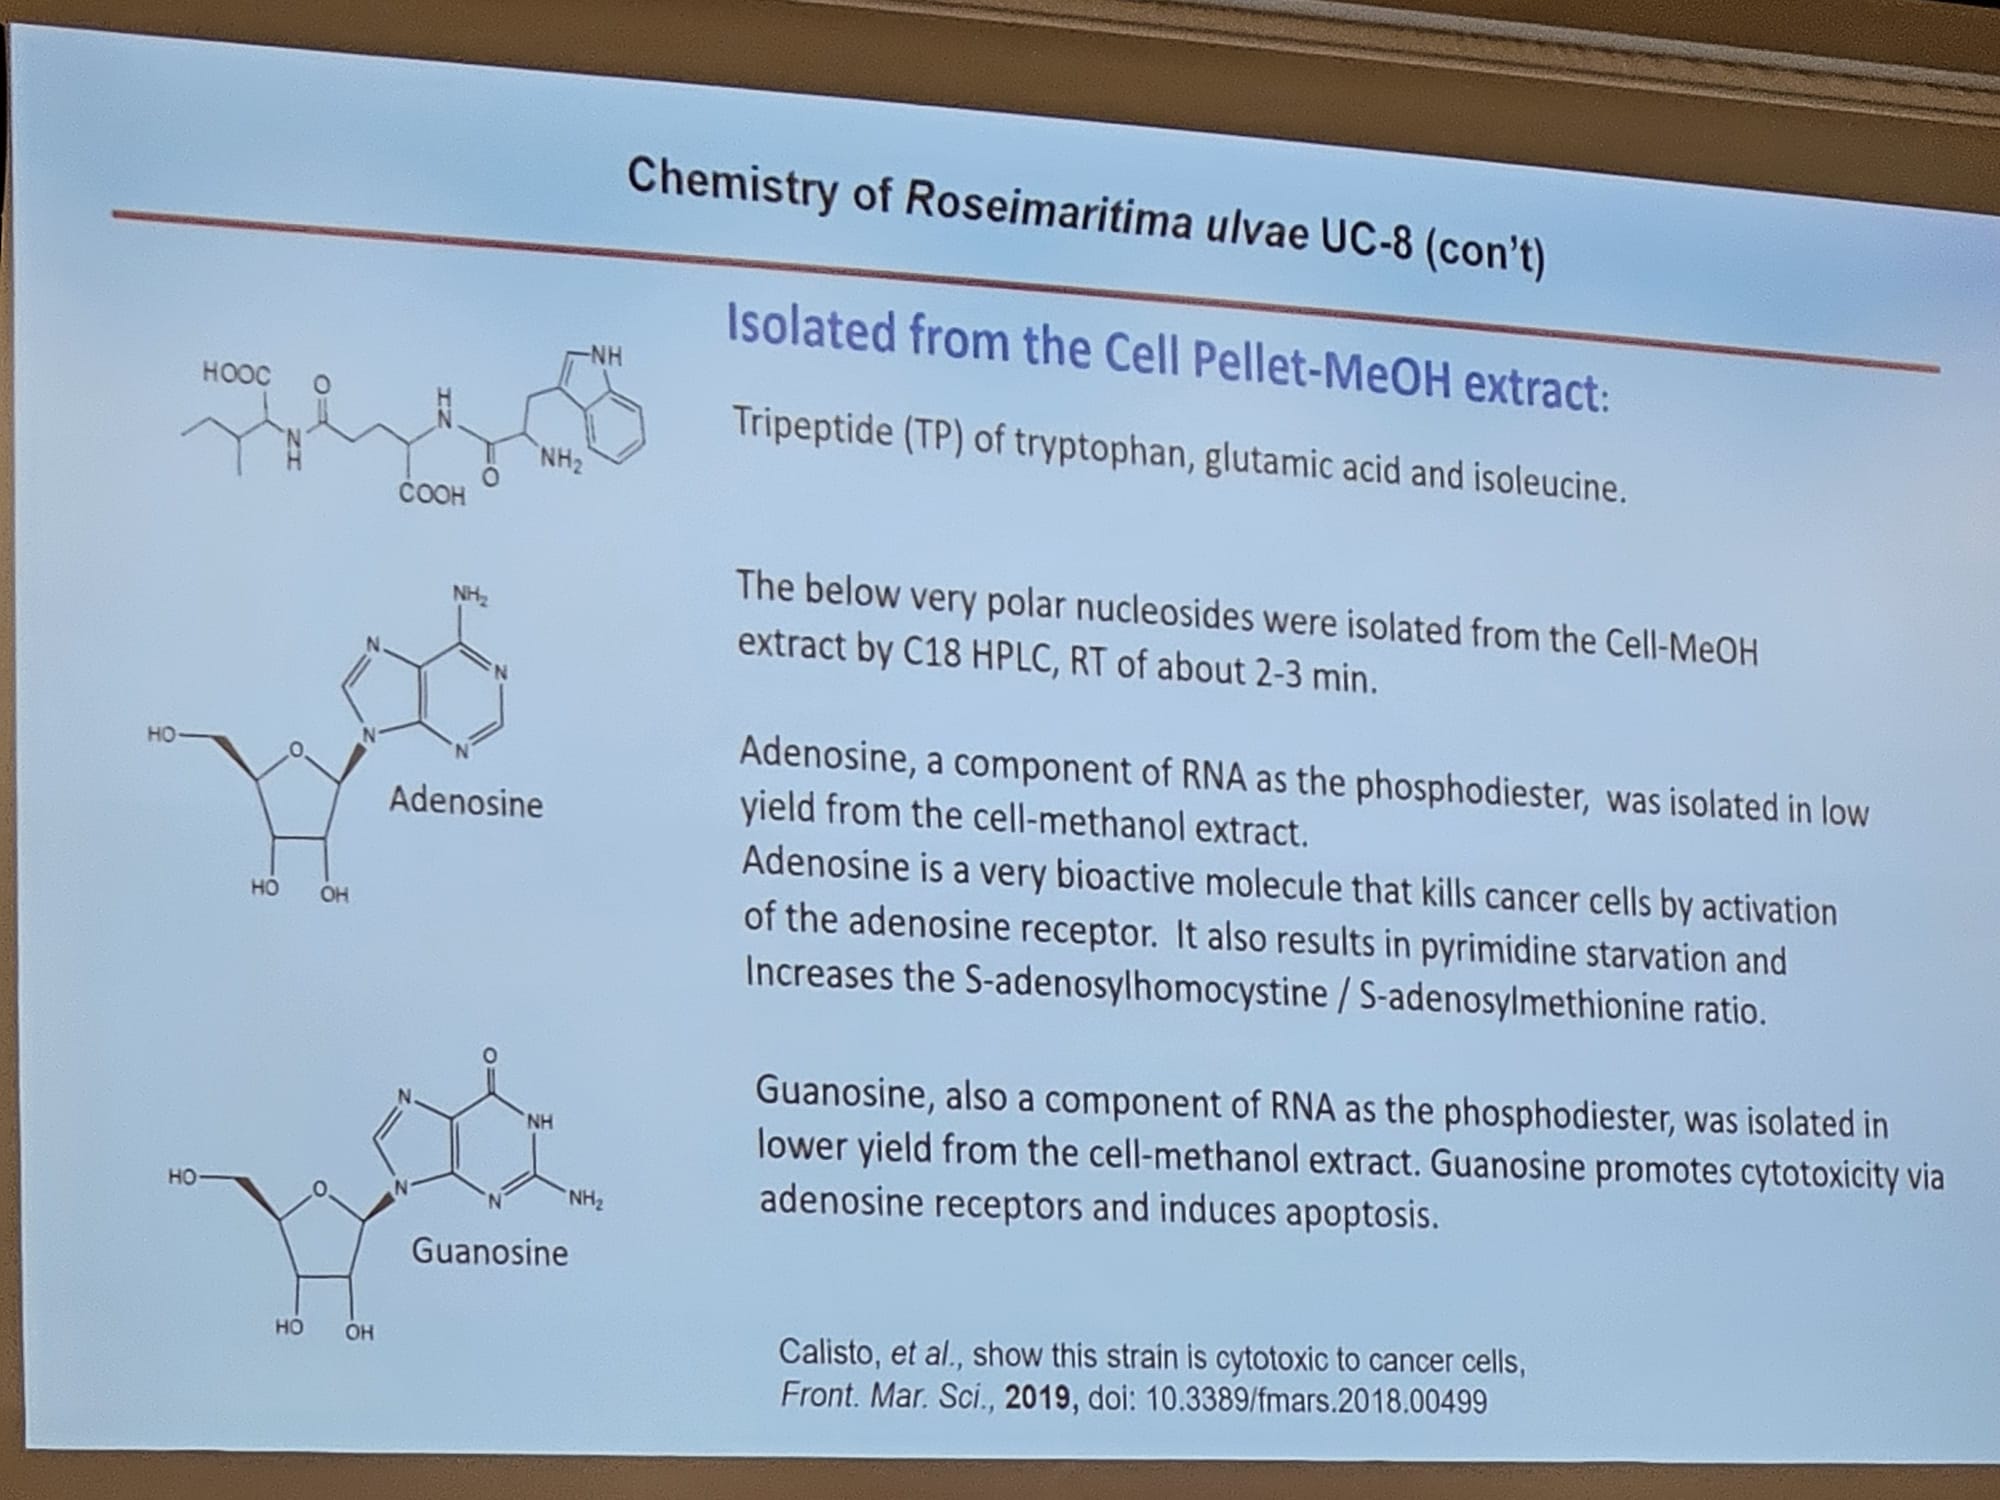 Chemistry of Roseimaritima ulvae UC-8 (con't)
Isolated from the Cell Pellet-MeOH extract:
HOOC
O
H
N
NH
N
H
COOH
O
NH₂
Tripeptide (TP) of tryptophan, glutamic acid and isoleucine.
The below very polar nucleosides were isolated from the Cell-MeOH
extract by C18 HPLC, RT of about 2-3 min.
NH₂
N
N
N
N
HO
O
HO
OH
Adenosine
Adenosine, a component of RNA as the phosphodiester, was isolated in low
yield from the cell-methanol extract.
Adenosine is a very bioactive molecule that kills cancer cells by activation
of the adenosine receptor. It also results in pyrimidine starvation and
Increases the S-adenosylhomocystine / S-adenosylmethionine ratio.
O
N
NH
N
N
NH₂
HO
O
HO
OH
Guanosine
Guanosine, also a component of RNA as the phosphodiester, was isolated in
lower yield from the cell-methanol extract. Guanosine promotes cytotoxicity via
adenosine receptors and induces apoptosis.
Calisto, et al., show this strain is cytotoxic to cancer cells,
Front. Mar. Sci., 2019, doi: 10.3389/fmars.2018.00499